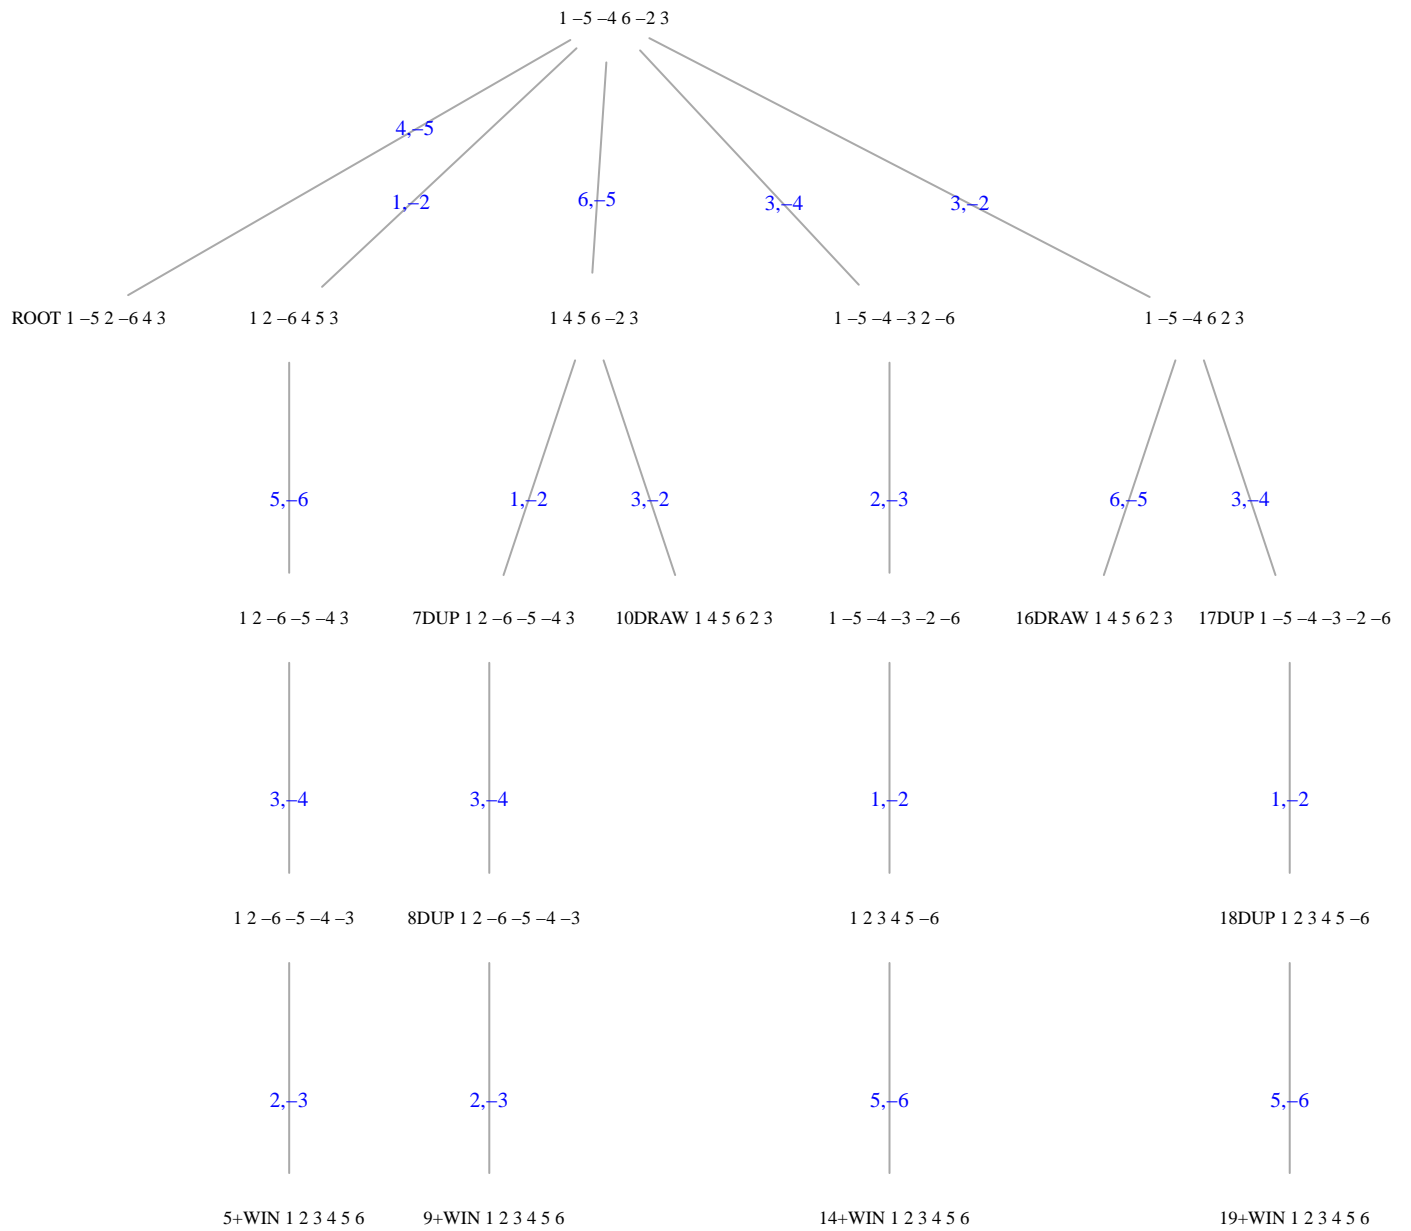 1 –5 –4 6 –2 3
4,–5
1,–2
6,–5
3,–4
3,–2
ROOT 1 –5 2 –6 4 3
1 2 –6 4 5 3
1 4 5 6 –2 3
1 –5 –4 –3 2 –6
1 –5 –4 6 2 3
5,–6
1,–2
3,–2
2,–3
6,–5
3,–4
1 2 –6 –5 –4 3
7DUP 1 2 –6 –5 –4 3
10DRAW 1 4 5 6 2 3
1 –5 –4 –3 –2 –6
16DRAW 1 4 5 6 2 3
17DUP 1 –5 –4 –3 –2 –6
3,–4
3,–4
1,–2
1,–2
1 2 –6 –5 –4 –3
8DUP 1 2 –6 –5 –4 –3
1 2 3 4 5 –6
18DUP 1 2 3 4 5 –6
2,–3
2,–3
5,–6
5,–6
5+WIN 1 2 3 4 5 6
9+WIN 1 2 3 4 5 6
14+WIN 1 2 3 4 5 6
19+WIN 1 2 3 4 5 6